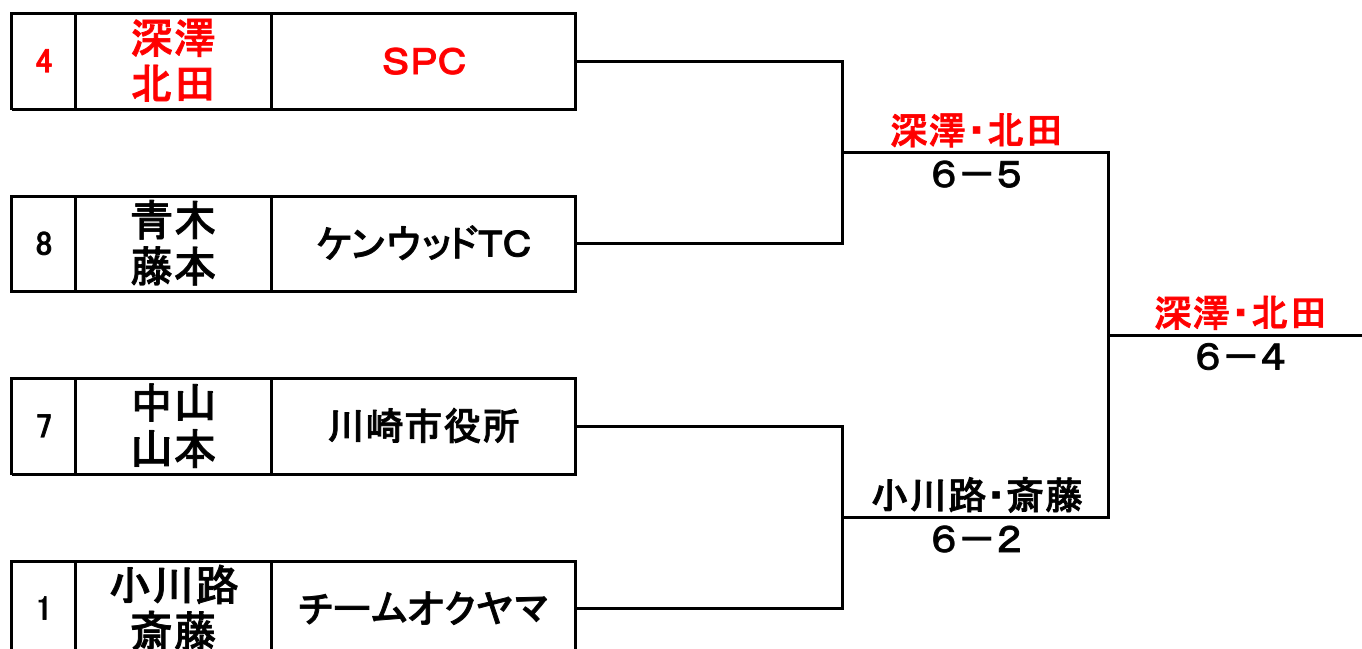 4
深澤
北田
SPC
8
青木
藤本
ケンウッドTC
7
中山
山本
川崎市役所
1
小川路
斎藤
チームオクヤマ
深澤・北田
6－5
小川路・斎藤
6－2
深澤・北田
6－4